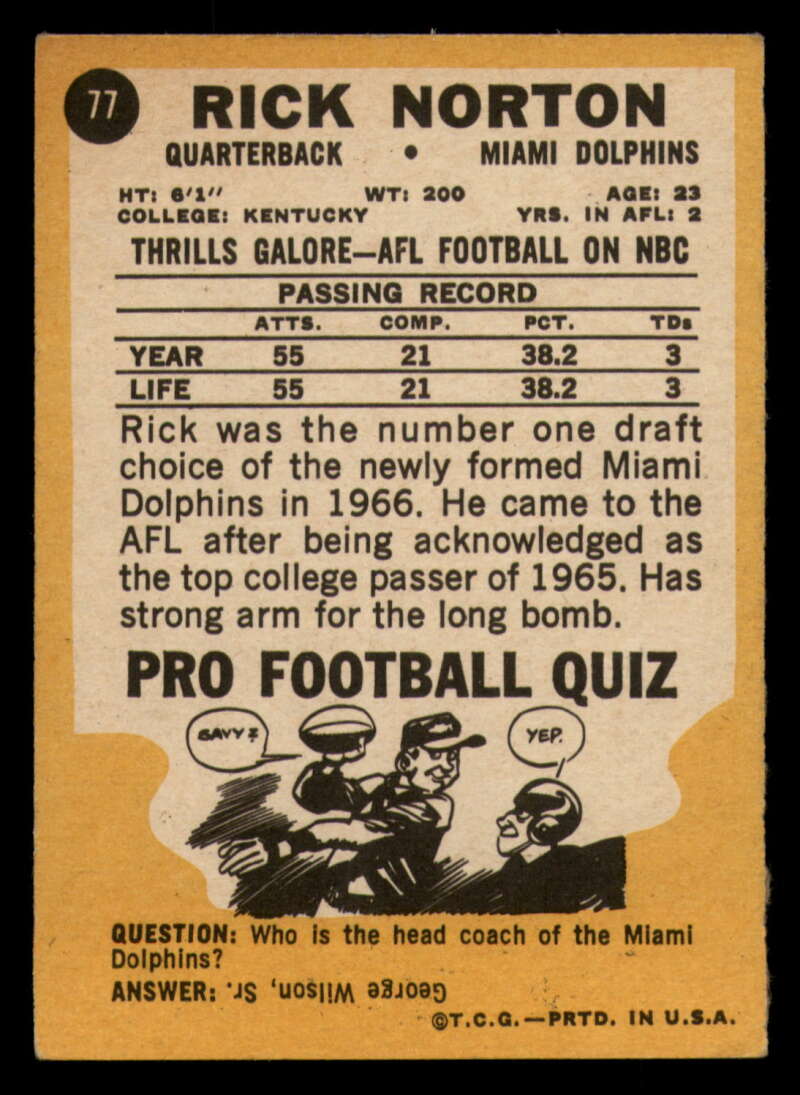 77
RICK NORTON
QUARTERBACK • MIAMI DOLPHINS
HT: 6'1" WT: 200 AGE: 23
COLLEGE: KENTUCKY YRS. IN AFL: 2
THRILLS GALORE—AFL FOOTBALL ON NBC
PASSING RECORD
ATTS. COMP. PCT. TDs
YEAR 55 21 38.2 3
LIFE 55 21 38.2 3
Rick was the number one draft
choice of the newly formed Miami
Dolphins in 1966. He came to the
AFL after being acknowledged as
the top college passer of 1965. Has
strong arm for the long bomb.
PRO FOOTBALL QUIZ
SAVY?
YEP.
QUESTION: Who is the head coach of the Miami
Dolphins?
ANSWER: George Wilson, Sr.
©T.C.G.—PRTD. IN U.S.A.